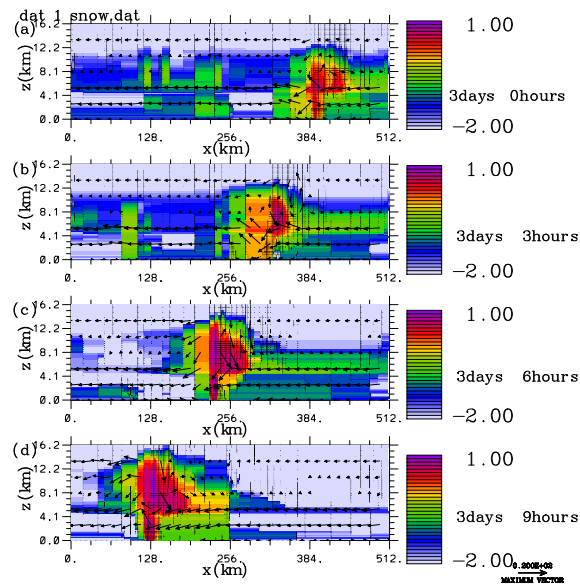 dat 1 snow.dat
(a)
16.2
12.2
8.1
4.1
0.0
z(km)
0. 128. 256. 384. 512.
x(km)
1.00
3days 0hours
−2.00
(b)
16.2
12.2
8.1
4.1
0.0
z(km)
0. 128. 256. 384. 512.
x(km)
1.00
3days 3hours
−2.00
(c)
16.2
12.2
8.1
4.1
0.0
z(km)
0. 128. 256. 384. 512.
x(km)
1.00
3days 6hours
−2.00
(d)
16.2
12.2
8.1
4.1
0.0
z(km)
0. 128. 256. 384. 512.
x(km)
1.00
3days 9hours
−2.00
0.200E+02
MAXIMUM VECTOR